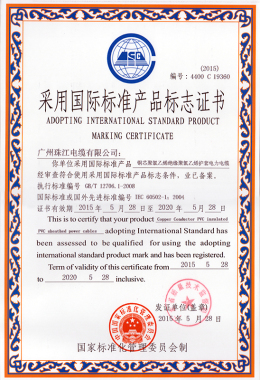 (2015)
编号：4400 C 19360
采用国际标准产品标志证书
ADOPTING INTERNATIONAL STANDARD PRODUCT
MARKING CERTIFICATE
广州珠江电缆有限公司：
你单位采用国际标准产品 铜芯聚氯乙烯绝缘聚氯乙烯护套电力电缆
经审查符合使用采用国际标准产品标志条件，并已备案。
执行标准编号 GB/T 12706.1-2008
国际标准或国外先进标准编号 IEC 60502-1: 2004
证书有效期 2015 年 5 月 28 日至 2020 年 5 月 28 日
This is to certify that your product Copper Conductor PVC insulated
PVC sheathed power cables adopting International Standard has
been assessed to be qualified for using the adopting
international standard product mark and has been registered.
Term of validity of this certificate from 2015 5 28
to 2020 5 28 inclusive.
发证单位(盖章)
2015 年 5 月 28 日
国家标准化管理委员会制